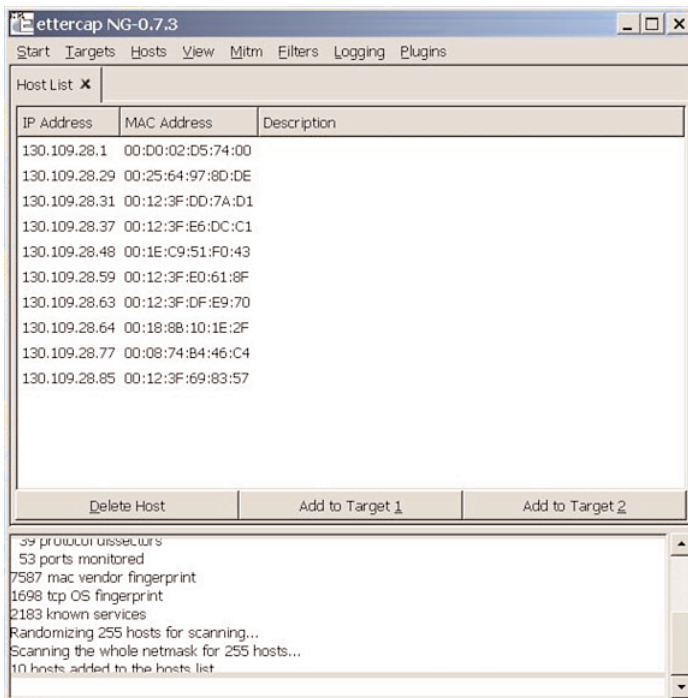 ettercap NG-0.7.3
Start Targets Hosts View Mitm Filters Logging Plugins
Host List X
IP Address MAC Address Description
130.109.28.1 00:D0:02:D5:74:00
130.109.28.29 00:25:64:97:8D:DE
130.109.28.31 00:12:3F:DD:7A:D1
130.109.28.37 00:12:3F:E6:DC:C1
130.109.28.48 00:1E:C9:51:F0:43
130.109.28.59 00:12:3F:E0:61:8F
130.109.28.63 00:12:3F:DF:E9:70
130.109.28.64 00:18:8B:10:1E:2F
130.109.28.77 00:08:74:B4:46:C4
130.109.28.85 00:12:3F:69:83:57
Delete Host Add to Target 1 Add to Target 2
39 protocol dissectors
53 ports monitored
7587 mac vendor fingerprint
1698 tcp OS fingerprint
2183 known services
Randomizing 255 hosts for scanning...
Scanning the whole netmask for 255 hosts...
10 hosts added to the hosts list